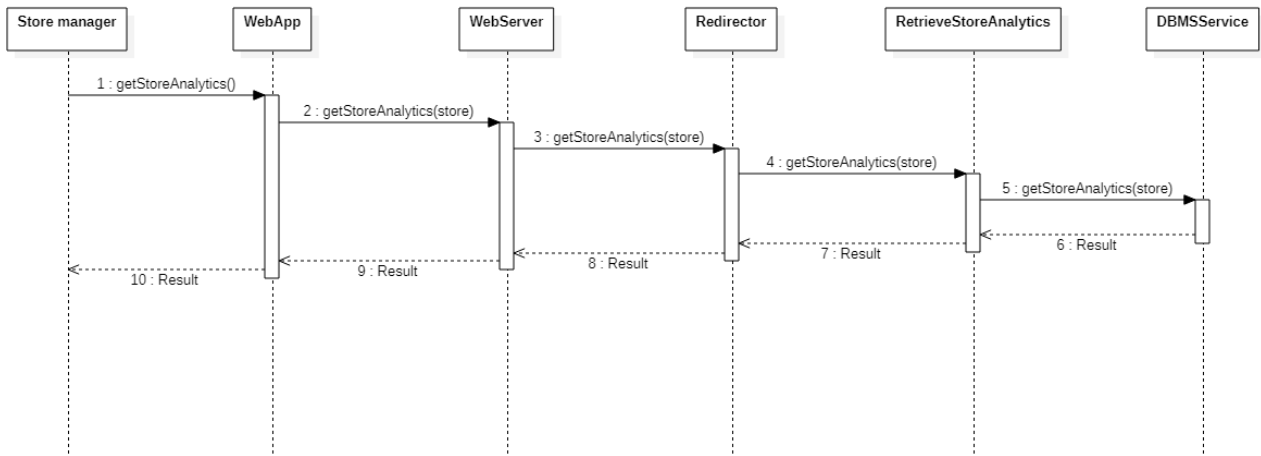 Store manager
WebApp
WebServer
Redirector
RetrieveStoreAnalytics
DBMSService
1 : getStoreAnalytics()
2 : getStoreAnalytics(store)
3 : getStoreAnalytics(store)
4 : getStoreAnalytics(store)
5 : getStoreAnalytics(store)
6 : Result
7 : Result
8 : Result
9 : Result
10 : Result